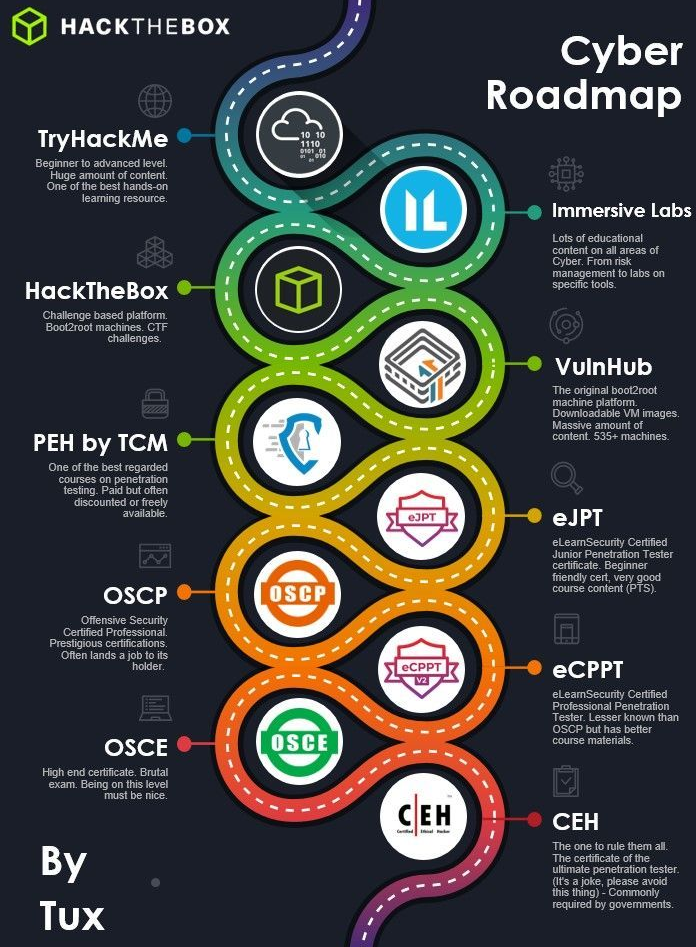 HACKTHEBOX
Cyber
Roadmap
TryHackMe
Beginner to advanced level.
Huge amount of content.
One of the best hands-on
learning resource.
10 10
1110
0101 01
01 010
01
IL
Immersive Labs
Lots of educational
content on all areas of
Cyber. From risk
management to labs on
specific tools.
HackTheBox
Challenge based platform.
Boot2root machines. CTF
challenges.
VulnHub
The original boot2root
machine platform.
Downloadable VM images.
Massive amount of
content. 535+ machines.
PEH by TCM
One of the best regarded
courses on penetration
testing. Paid but often
discounted or freely
available.
eJPT
eJPT
eLearnSecurity Certified
Junior Penetration Tester
certificate. Beginner
friendly cert, very good
course content (PTS).
OSCP
Offensive Security
Certified Professional.
Prestigious certifications.
Often lands a job to its
holder.
OSCP
eCPPT
V2
eCPPT
eLearnSecurity Certified
Professional Penetration
Tester. Lesser known than
OSCP but has better
course materials.
OSCE
High end certificate. Brutal
exam. Being on this level
must be nice.
OSCE
CEH
Certified Ethical Hacker
CEH
The one to rule them all.
The certificate of the
ultimate penetration tester.
(It's a joke, please avoid
this thing) - Commonly
required by governments.
By
Tux